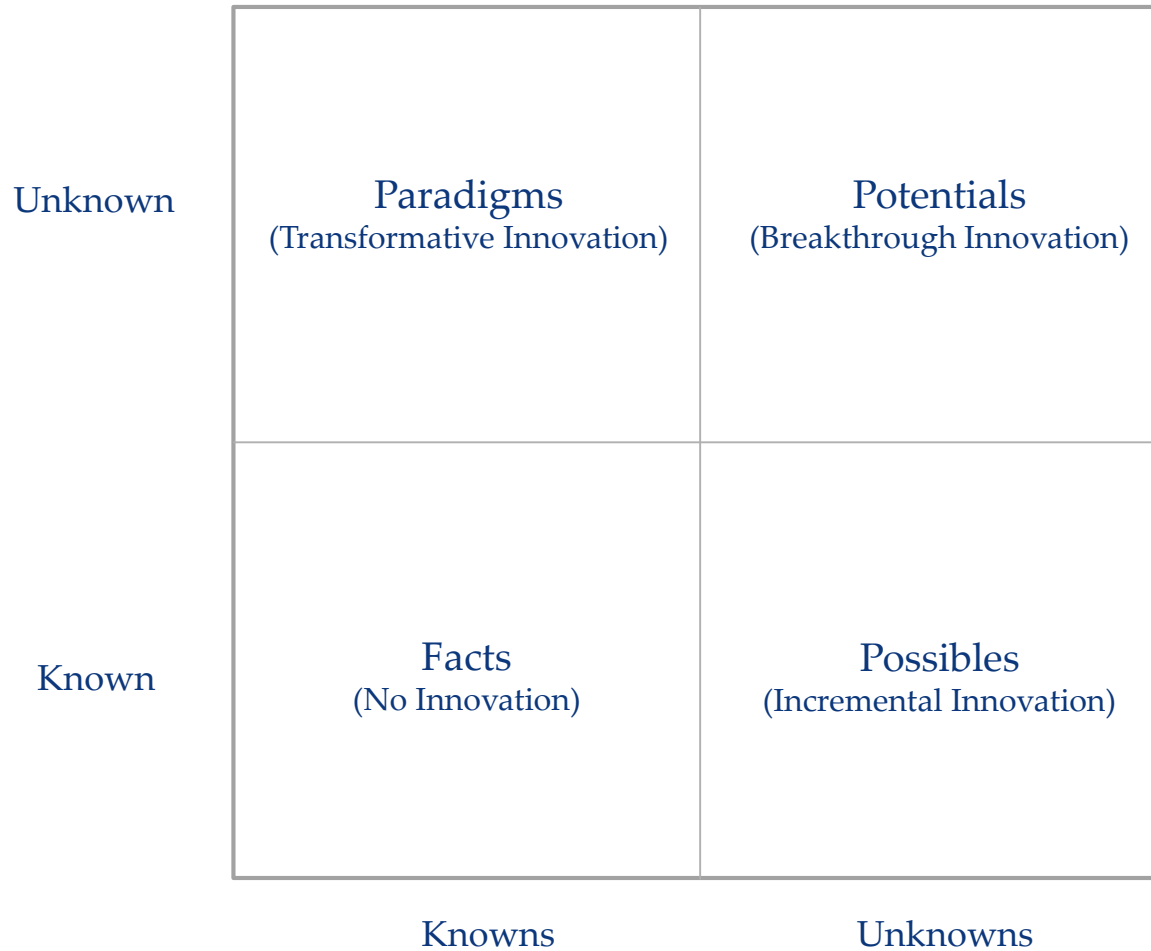 Unknown
Paradigms
(Transformative Innovation)
Potentials
(Breakthrough Innovation)
Known
Facts
(No Innovation)
Possibles
(Incremental Innovation)
Knowns
Unknowns